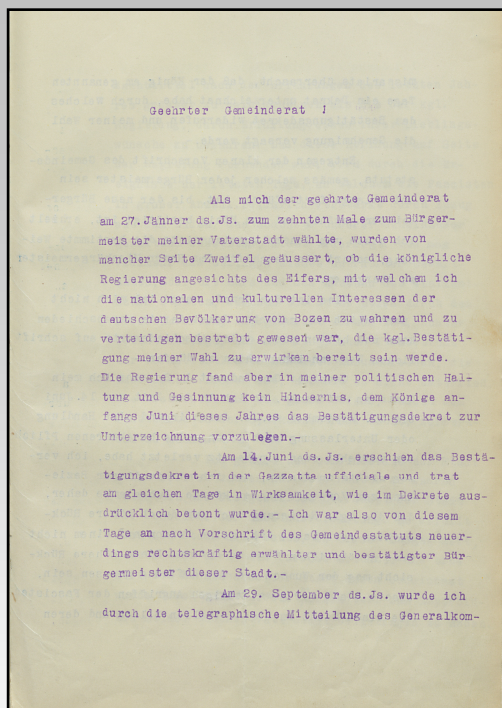 Geehrter Gemeinderat !
Als mich der geehrte Gemeinderat
am 27.Jänner ds.Js. zum zehnten Male zum Bürger-
meister meiner Vaterstadt wählte, wurden von
mancher Seite Zweifel geäussert, ob die königliche
Regierung angesichts des Eifers, mit welchem ich
die nationalen und kulturellen Interessen der
deutschen Bevölkerung von Bozen zu wahren und zu
verteidigen bestrebt gewesen war, die kgl.Bestäti-
gung meiner Wahl zu erwirken bereit sein werde.
Die Regierung fand aber in meiner politischen Hal-
tung und Gesinnung kein Hindernis, dem Könige an-
fangs Juni dieses Jahres das Bestätigungsdekret zur
Unterzeichnung vorzulegen.-
Am 14.Juni ds.Js. erschien das Bestä-
tigungsdekret in der Gazzetta ufficiale und trat
am gleichen Tage in Wirksamkeit, wie im Dekrete aus-
drücklich betont wurde.- Ich war also von diesem
Tage an nach Vorschrift des Gemeindestatuts neuer-
dings rechtskräftig erwählter und bestätigter Bür
germeister dieser Stadt.-
Am 29. September ds.Js. wurde ich
durch die telegraphische Mitteilung des Generalkom-